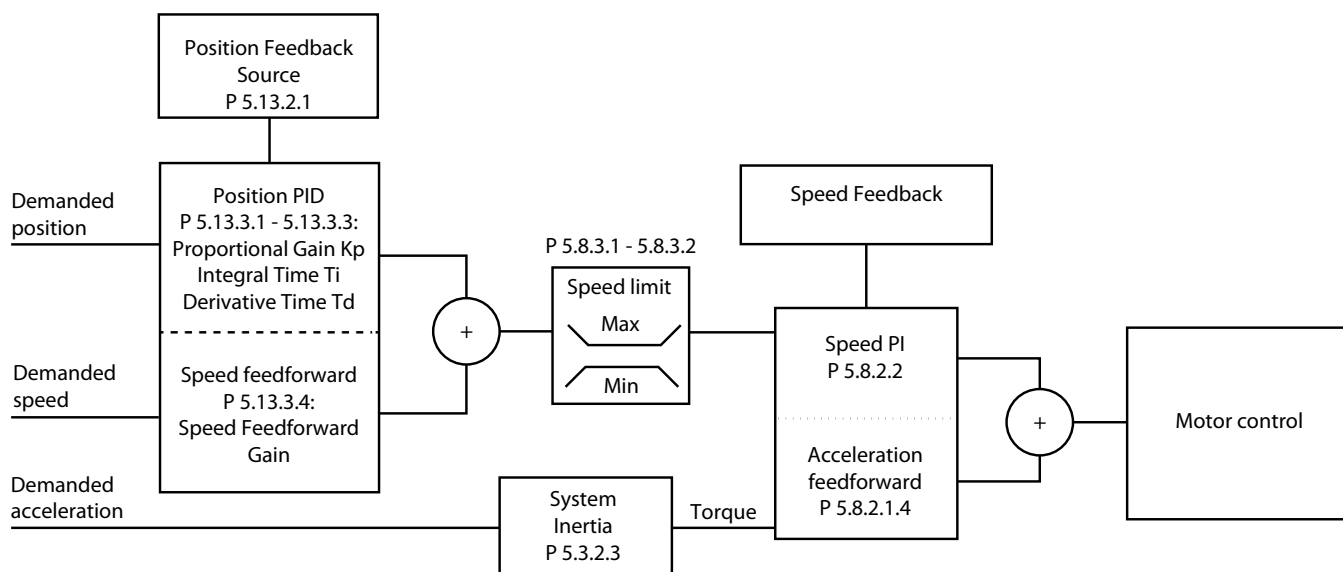 Position Feedback
Source
P 5.13.2.1
Demanded
position
Position PID
P 5.13.3.1 - 5.13.3.3:
Proportional Gain Kp
Integral Time Ti
Derivative Time Td
Demanded
speed
Speed feedforward
P 5.13.3.4:
Speed Feedforward
Gain
+
P 5.8.3.1 - 5.8.3.2
Speed limit
Max
Min
Speed Feedback
Speed PI
P 5.8.2.2
Acceleration
feedforward
P 5.8.2.1.4
+
Motor control
Demanded
acceleration
System
Inertia
P 5.3.2.3
Torque